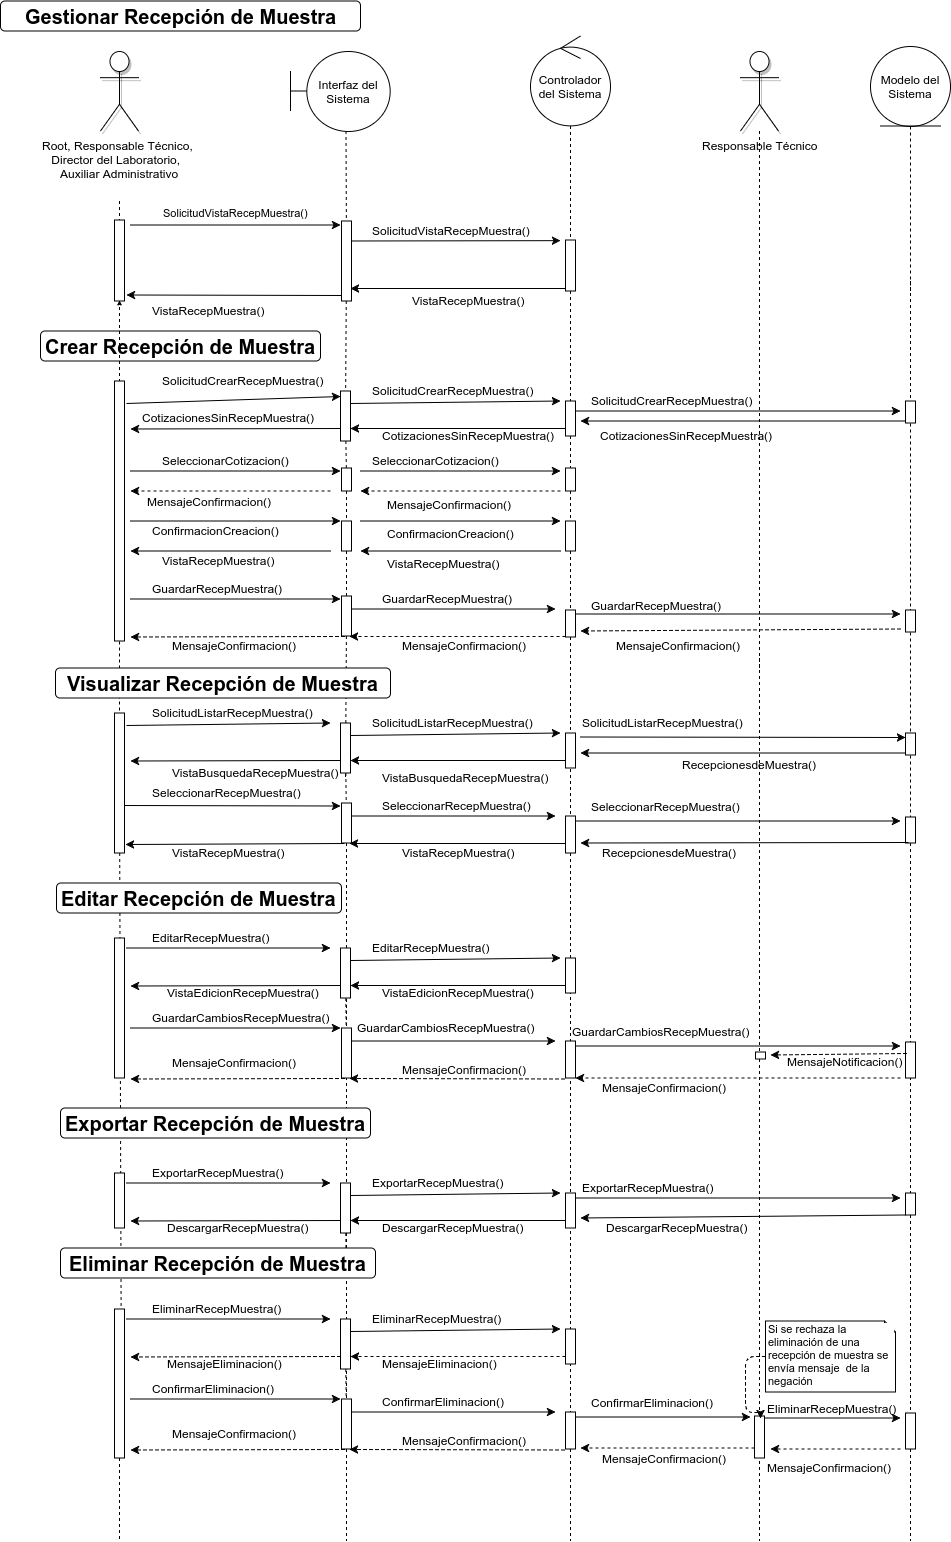 Gestionar Recepción de Muestra
Interfaz del
Sistema
Controlador
del Sistema
Modelo del
Sistema
Root, Responsable Técnico,
Director del Laboratorio,
Auxiliar Administrativo
Responsable Técnico
SolicitudVistaRecepMuestra()
SolicitudVistaRecepMuestra()
VistaRecepMuestra()
VistaRecepMuestra()
Crear Recepción de Muestra
SolicitudCrearRecepMuestra()
SolicitudCrearRecepMuestra()
SolicitudCrearRecepMuestra()
CotizacionesSinRecepMuestra()
CotizacionesSinRecepMuestra()
CotizacionesSinRecepMuestra()
SeleccionarCotizacion()
SeleccionarCotizacion()
MensajeConfirmacion()
MensajeConfirmacion()
ConfirmacionCreacion()
ConfirmacionCreacion()
VistaRecepMuestra()
VistaRecepMuestra()
GuardarRecepMuestra()
GuardarRecepMuestra()
GuardarRecepMuestra()
MensajeConfirmacion()
MensajeConfirmacion()
MensajeConfirmacion()
Visualizar Recepción de Muestra
SolicitudListarRecepMuestra()
SolicitudListarRecepMuestra()
SolicitudListarRecepMuestra()
VistaBusquedaRecepMuestra()
VistaBusquedaRecepMuestra()
RecepcionesdeMuestra()
SeleccionarRecepMuestra()
SeleccionarRecepMuestra()
SeleccionarRecepMuestra()
VistaRecepMuestra()
VistaRecepMuestra()
RecepcionesdeMuestra()
Editar Recepción de Muestra
EditarRecepMuestra()
EditarRecepMuestra()
VistaEdicionRecepMuestra()
VistaEdicionRecepMuestra()
GuardarCambiosRecepMuestra()
GuardarCambiosRecepMuestra()
GuardarCambiosRecepMuestra()
MensajeNotificacion()
MensajeConfirmacion()
MensajeConfirmacion()
MensajeConfirmacion()
Exportar Recepción de Muestra
ExportarRecepMuestra()
ExportarRecepMuestra()
ExportarRecepMuestra()
DescargarRecepMuestra()
DescargarRecepMuestra()
DescargarRecepMuestra()
Eliminar Recepción de Muestra
EliminarRecepMuestra()
EliminarRecepMuestra()
Si se rechaza la
eliminación de una
recepción de muestra se
envía mensaje de la
negación
MensajeEliminacion()
MensajeEliminacion()
ConfirmarEliminacion()
ConfirmarEliminacion()
ConfirmarEliminacion()
EliminarRecepMuestra()
MensajeConfirmacion()
MensajeConfirmacion()
MensajeConfirmacion()
MensajeConfirmacion()